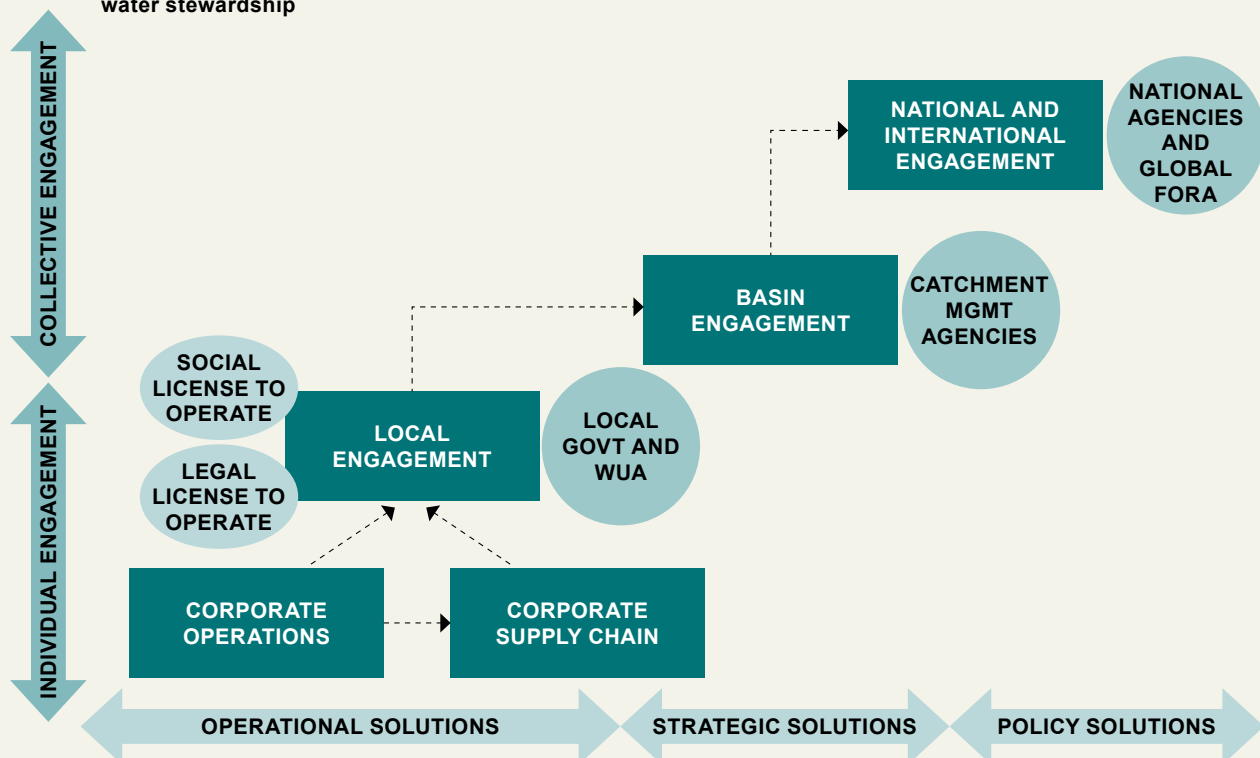 water stewardship
COLLECTIVE ENGAGEMENT
NATIONAL AND
INTERNATIONAL
ENGAGEMENT
NATIONAL
AGENCIES
AND
GLOBAL
FORA
BASIN
ENGAGEMENT
CATCHMENT
MGMT
AGENCIES
SOCIAL
LICENSE TO
OPERATE
LEGAL
LICENSE TO
OPERATE
LOCAL
ENGAGEMENT
LOCAL
GOVT AND
WUA
INDIVIDUAL ENGAGEMENT
CORPORATE
OPERATIONS
CORPORATE
SUPPLY CHAIN
OPERATIONAL SOLUTIONS
STRATEGIC SOLUTIONS
POLICY SOLUTIONS